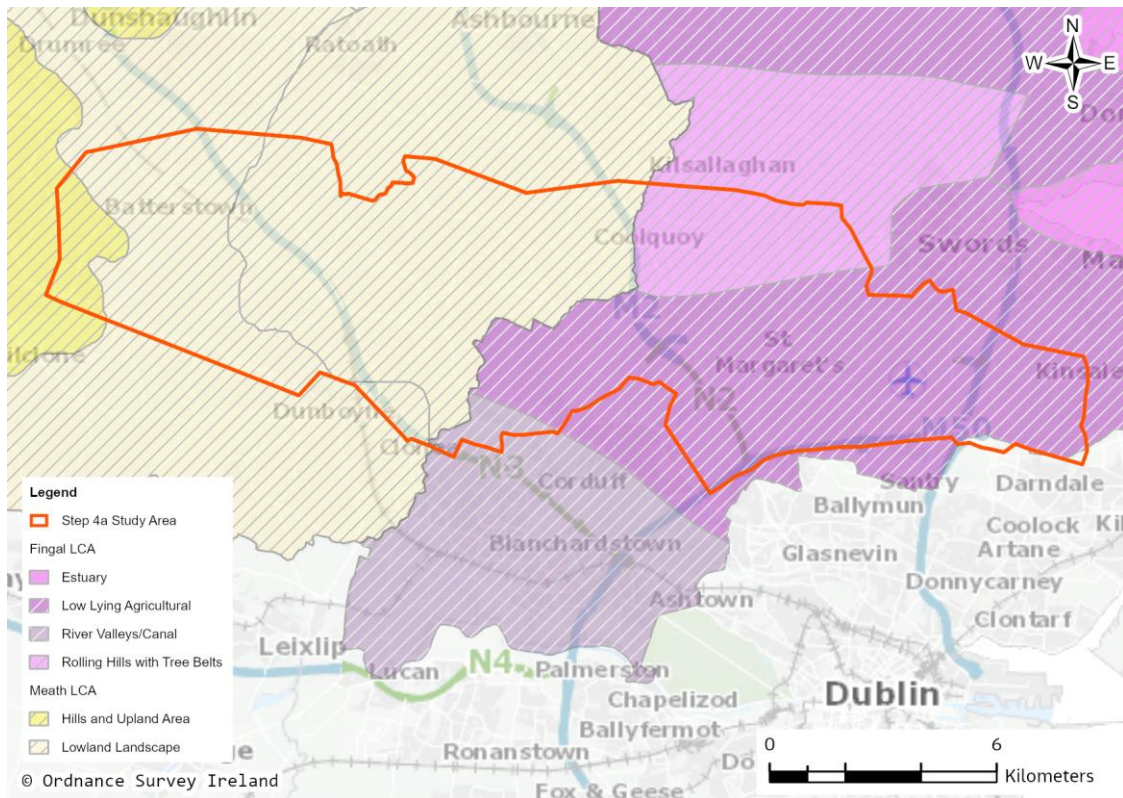 Dunshaughlin
Ashbourne
Drumree
Ratoath
N
W E
S
Kilsallaghan
Batterstown
Coolquoy
Swords
M2
St
Margaret's
N2
M50
Dunboyne
N3
Corduff
Santry
Darndale
Ballymun
Coolock
Artane
Glasnevin
Blanchardstown
Donnycarney
Ashtown
Clontarf
Leixlip
Lucan
N4
Palmerston
Chapelizod
Dublin
Ballyfermot
Ronanstown
Fox & Geese
Legend
Step 4a Study Area
Fingal LCA
Estuary
Low Lying Agricultural
River Valleys/Canal
Rolling Hills with Tree Belts
Meath LCA
Hills and Upland Area
Lowland Landscape
© Ordnance Survey Ireland
0 6
Kilometers